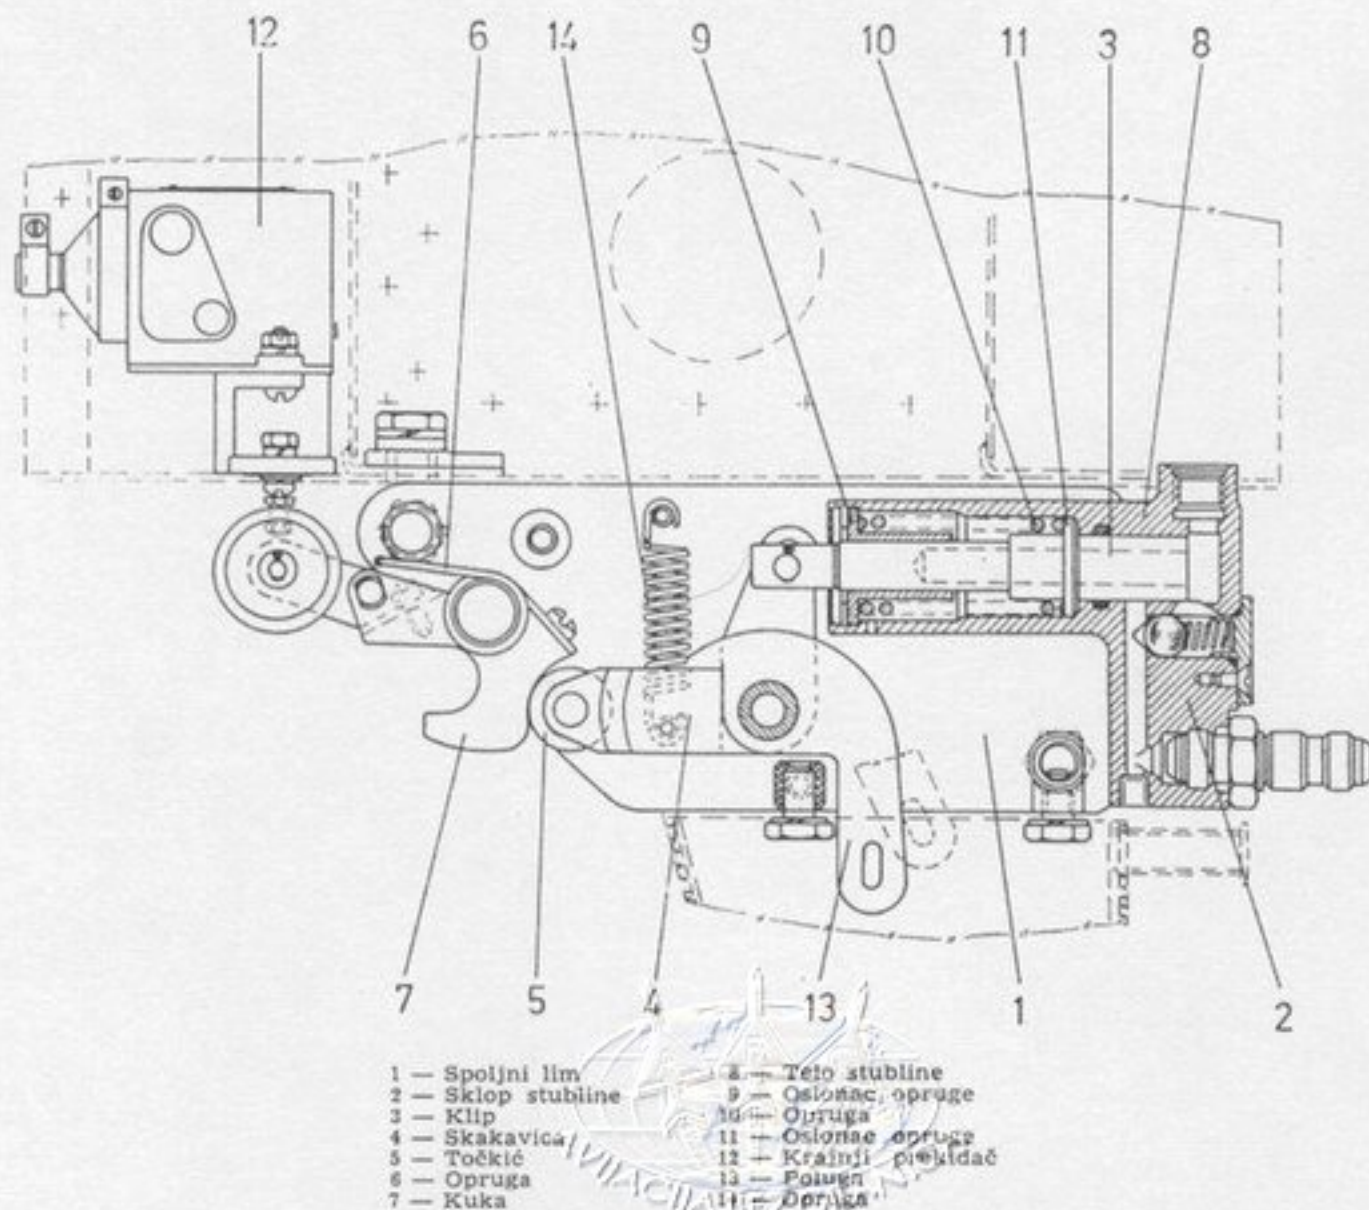 12 6 14 9 10 11 3 8
7 5 4 13 1 2
1 — Spoljni lim
2 — Sklop stubline
3 — Klip
4 — Skakavica
5 — Točkić
6 — Opruga
7 — Kuka
8 — Telo stubline
9 — Oslonac opruge
10 — Opruga
11 — Oslonac opruge
12 — Krajnji prekidač
13 — Poluga
14 — Opruga